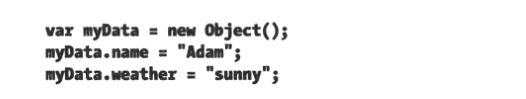 var myData = new Object();
myData.name = "Adam";
myData.weather = "sunny";